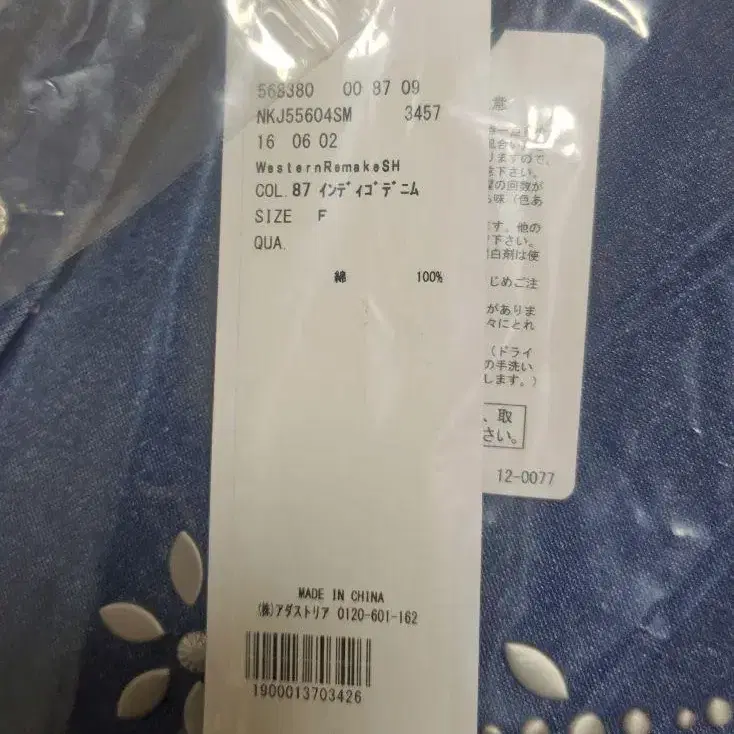 568380 00 87 09
NKJ55604SM 3457
16 06 02
WesternRemakeSH
COL.87 ｲﾝﾃﾞｨｺﾞﾃﾞﾆﾑ
SIZE F
QUA.
綿 100%
MADE IN CHINA
(株)アダストリア 0120-601-162
1900013703426
意
風合い
りますので、
下さい。
の回数が
味（色あ
す。他の
下さい。
白剤は使
じめご注
がありま
々にとれ
（ドライ
の手洗い
します。）
、取
さい。
12-0077